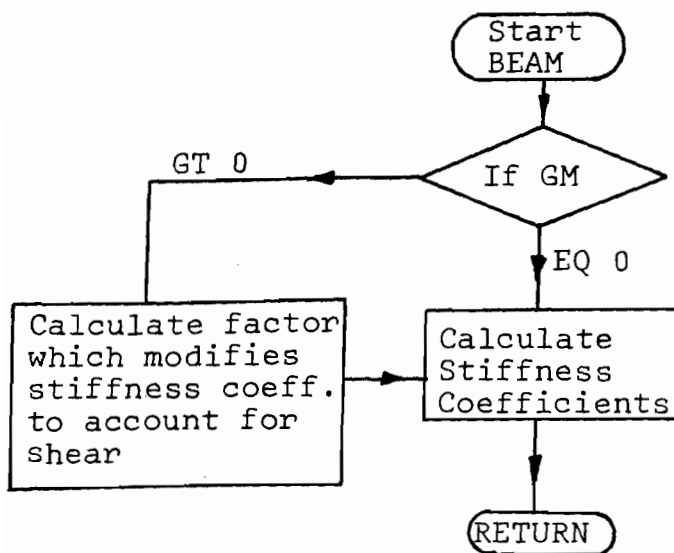 Start
BEAM
If GM
GT 0
EQ 0
Calculate factor
which modifies
stiffness coeff.
to account for
shear
Calculate
Stiffness
Coefficients
RETURN